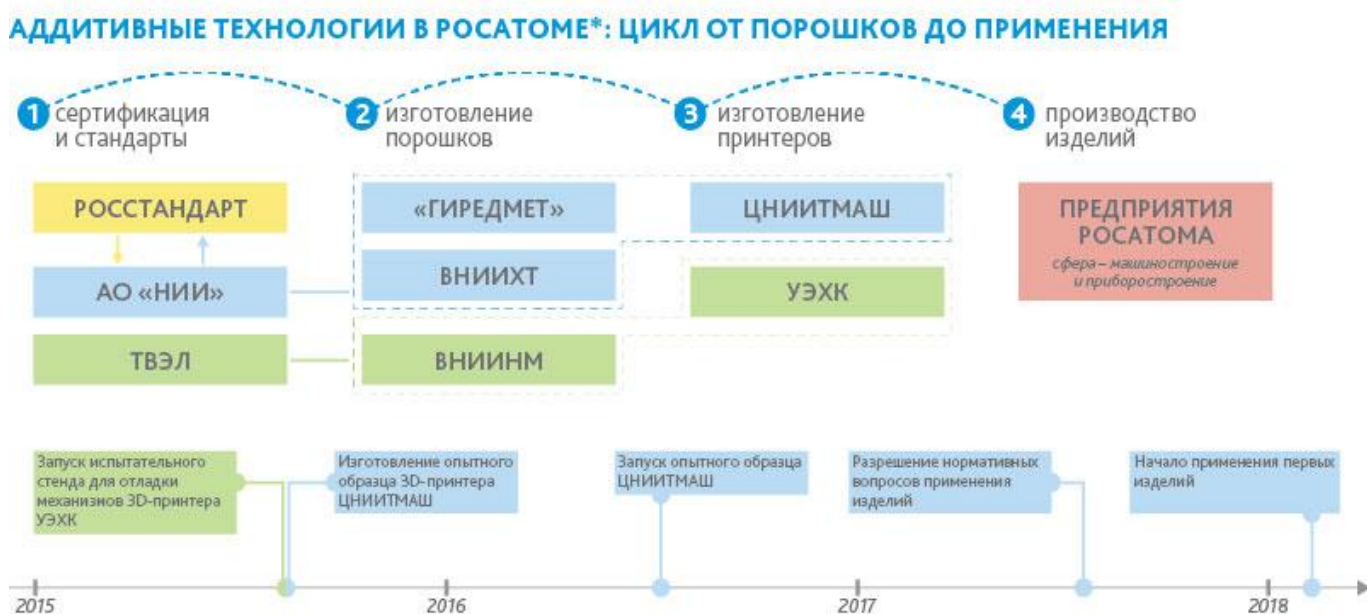 АДДИТИВНЫЕ ТЕХНОЛОГИИ В РОСАТОМЕ*: ЦИКЛ ОТ ПОРОШКОВ ДО ПРИМЕНЕНИЯ
1 сертификация
и стандарты
2 изготовление
порошков
3 изготовление
принтеров
4 производство
изделий
РОССТАНДАРТ
АО «НИИ»
ТВЭЛ
«ГИРЕДМЕТ»
ВНИИХТ
ВНИИНМ
ЦНИИТМАШ
УЭХК
ПРЕДПРИЯТИЯ
РОСАТОМА
сфера – машиностроение
и приборостроение
Запуск испытательного
стенда для отладки
механизнов 3D-принтера
УЭХК
Изготовление опытного
образца 3D-принтера
ЦНИИТМАШ
Запуск опытного образца
ЦНИИТМАШ
Разрешение нормативных
вопросов применения
изделий
Начало применения первых
изделий
2015
2016
2017
2018